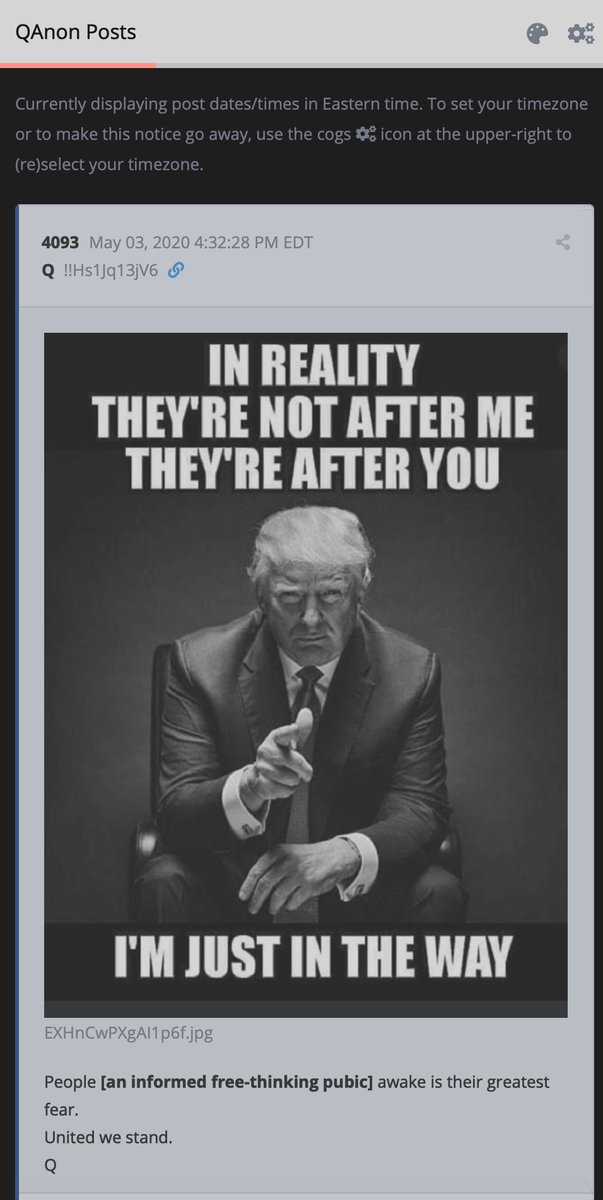 QAnon Posts
Currently displaying post dates/times in Eastern time. To set your timezone
or to make this notice go away, use the cogs icon at the upper-right to
(re)select your timezone.
4093 May 03, 2020 4:32:28 PM EDT
Q !!Hs1Jq13jV6
IN REALITY
THEY'RE NOT AFTER ME
THEY'RE AFTER YOU
I'M JUST IN THE WAY
EXHnCwPXgAI1p6f.jpg
People [an informed free-thinking pubic] awake is their greatest
fear.
United we stand.
Q